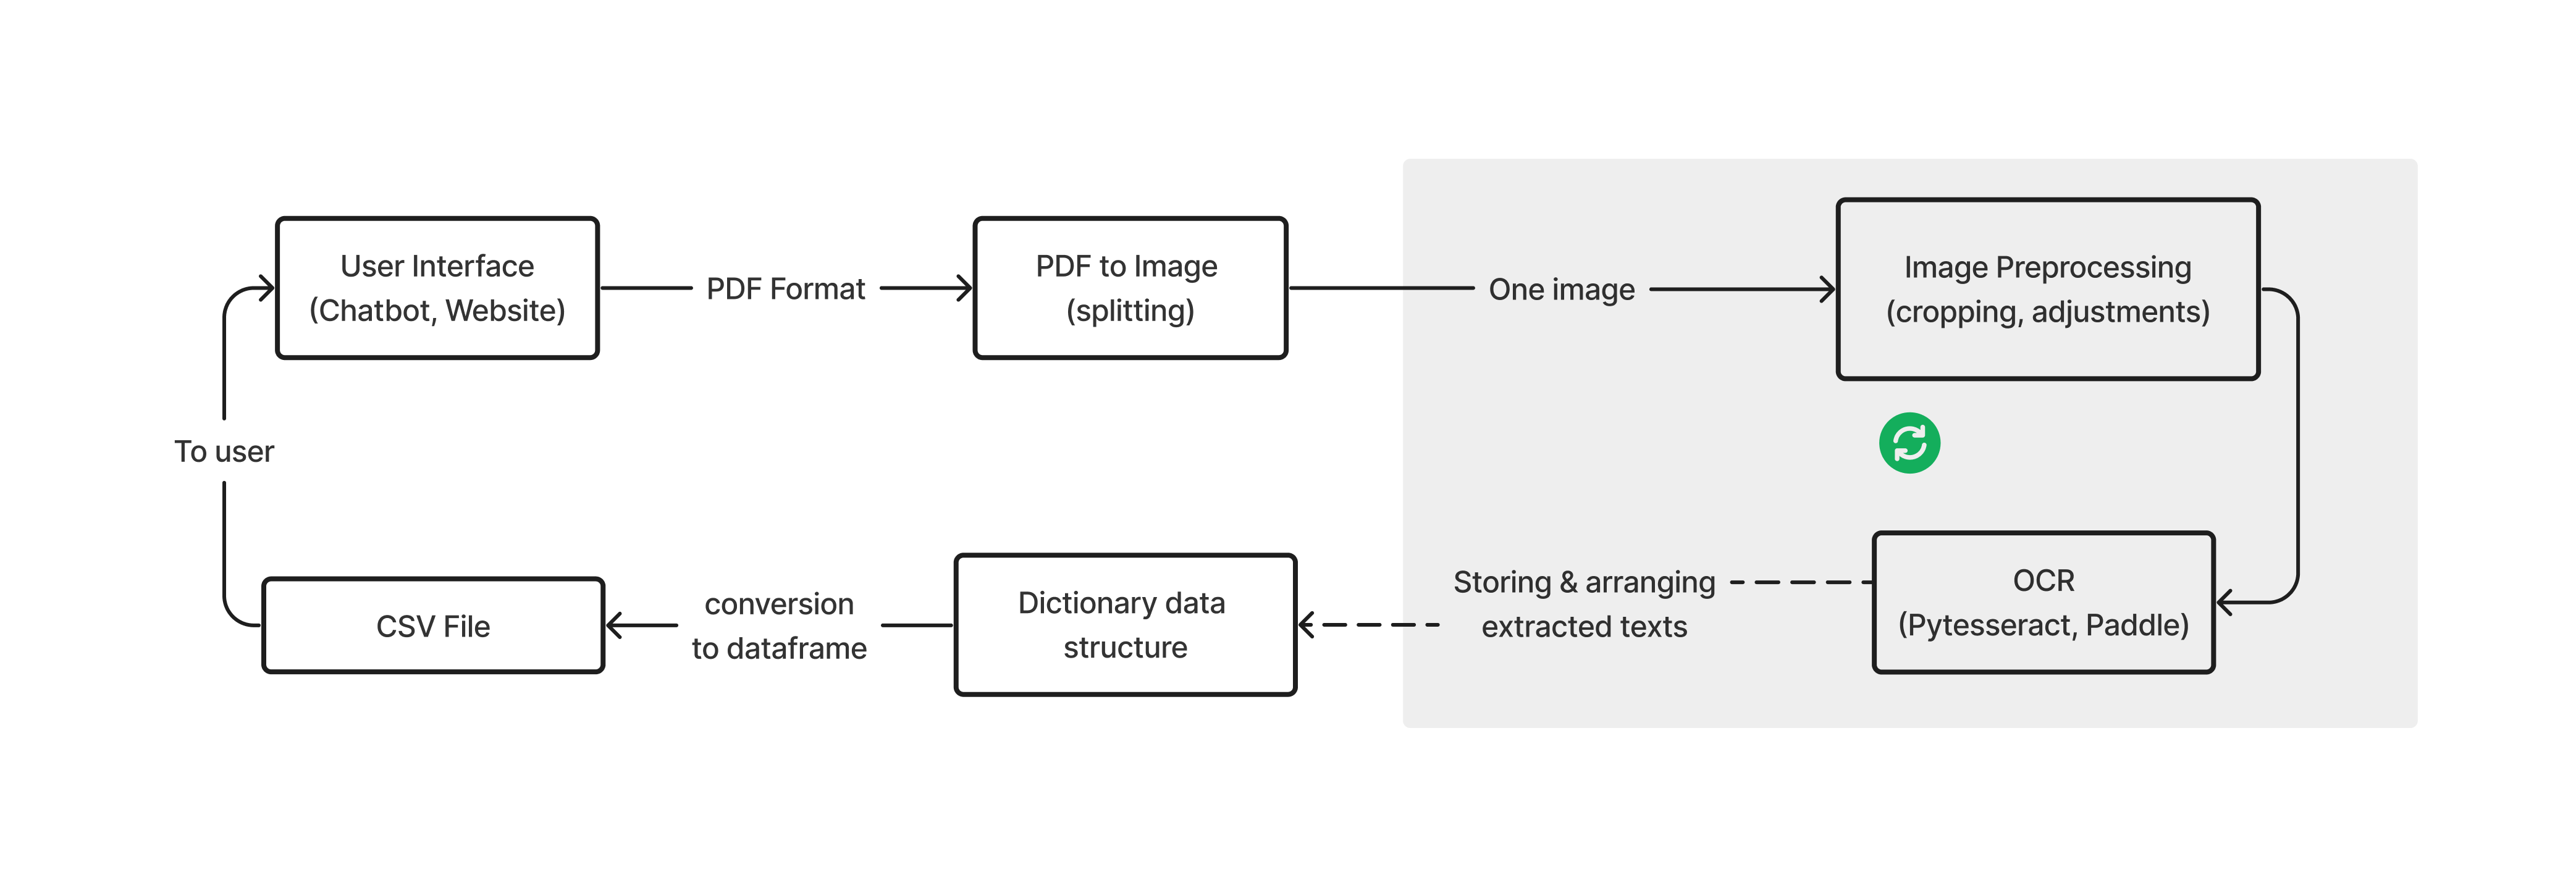 User Interface
(Chatbot, Website)
PDF Format
PDF to Image
(splitting)
One image
Image Preprocessing
(cropping, adjustments)
To user
CSV File
conversion
to dataframe
Dictionary data
structure
Storing & arranging
extracted texts
OCR
(Pytesseract, Paddle)